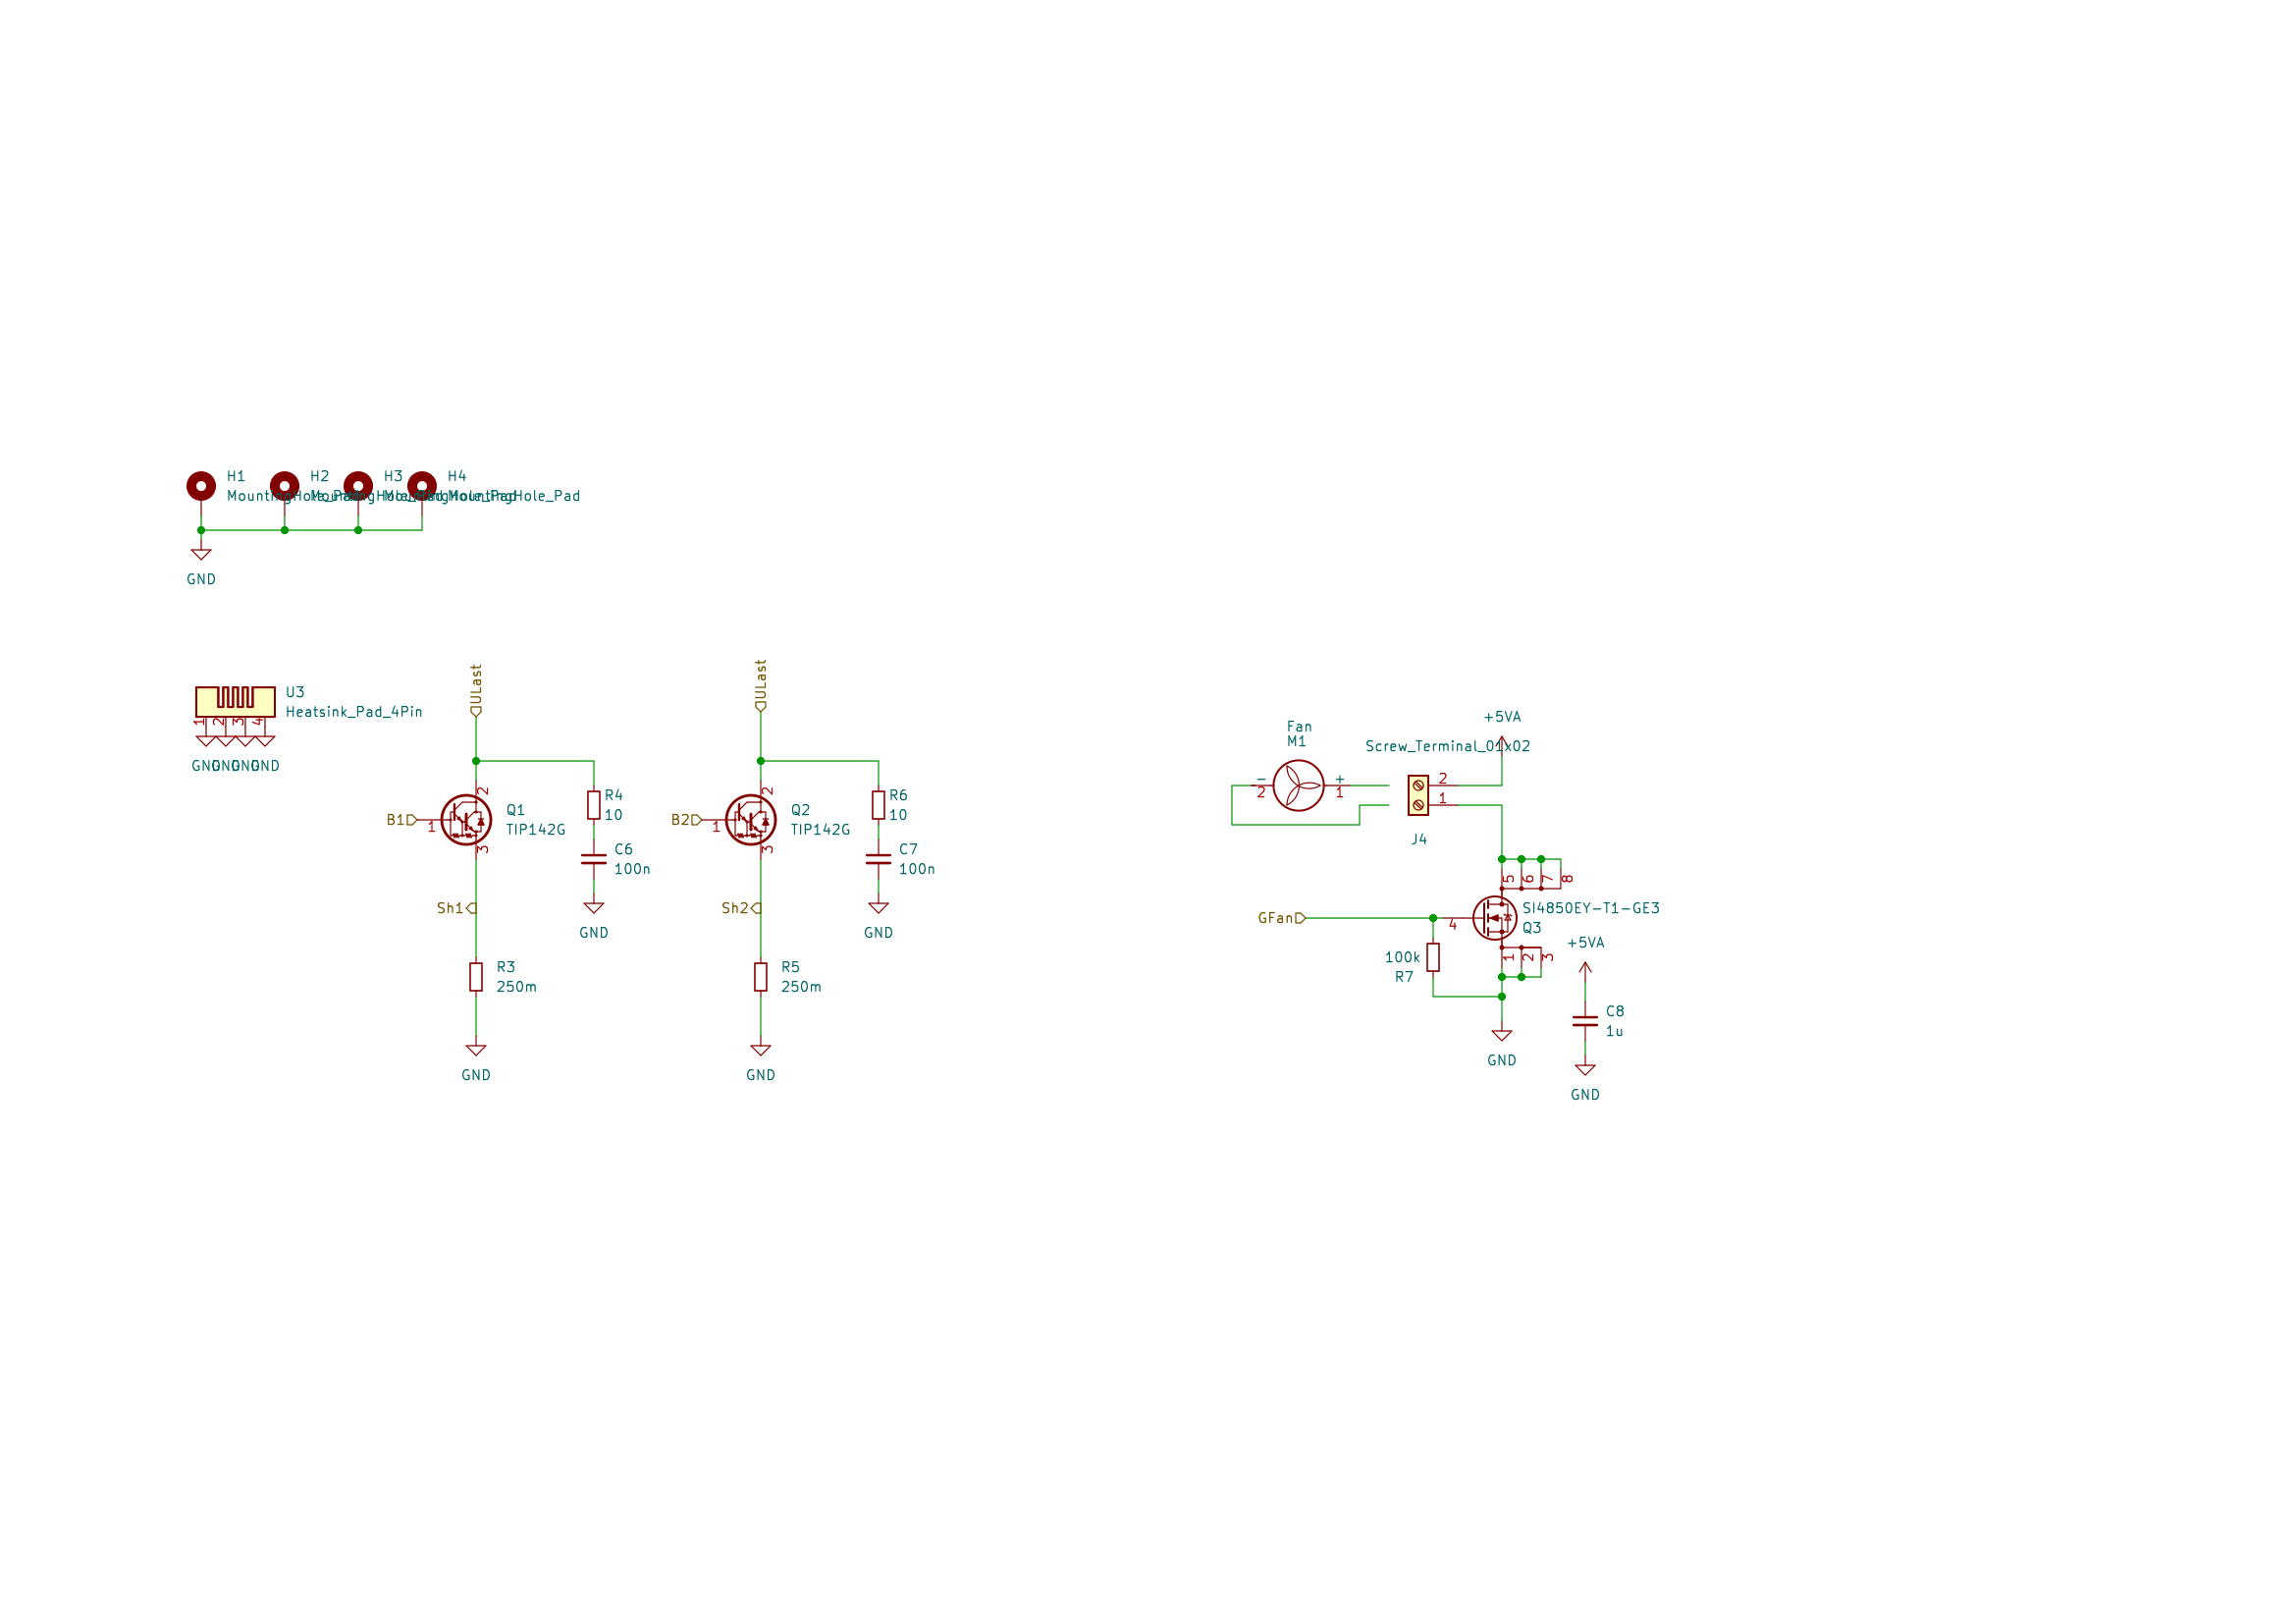 H1
MountingHole_Pad
H2
MountingHole_Pad
H3
MountingHole_Pad
H4
MountingHole_Pad
GND
U3
Heatsink_Pad_4Pin
1
2
3
4
GND
GND
GND
GND
ULast
2
B1
1
Q1
TIP142G
3
R4
10
C6
100n
GND
Sh1
R3
250m
GND
ULast
2
B2
1
Q2
TIP142G
3
R6
10
C7
100n
GND
Sh2
R5
250m
GND
Fan
M1
-
2
+
1
+5VA
Screw_Terminal_01x02
2
1
J4
5
6
7
8
GFan
4
SI4850EY-T1-GE3
Q3
1
2
3
100k
R7
GND
+5VA
C8
1u
GND